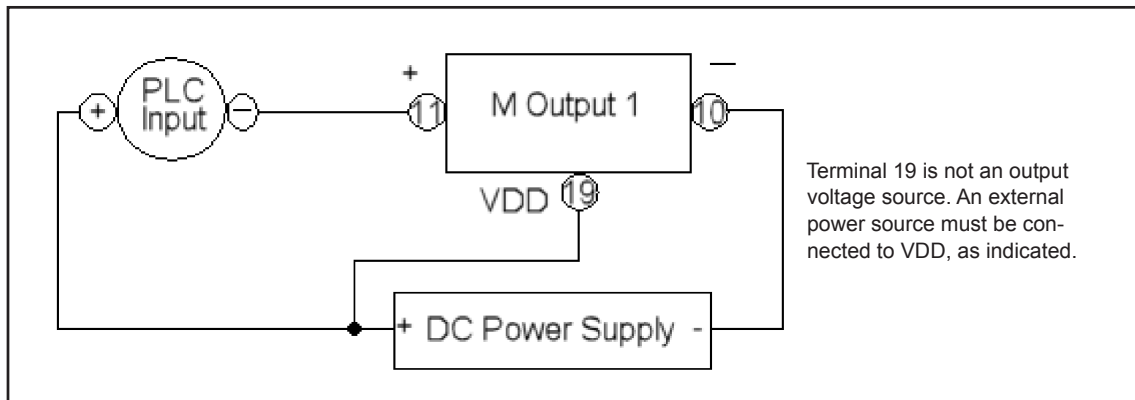 PLC
Input
+
−
+
11
M Output 1
—
10
VDD
19
+ DC Power Supply -
Terminal 19 is not an output
voltage source. An external
power source must be con-
nected to VDD, as indicated.